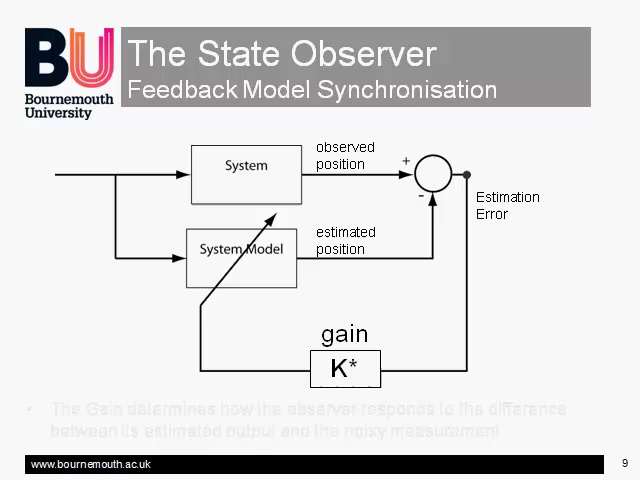 BU
Bournemouth
University
The State Observer
Feedback Model Synchronisation
System
observed
position
+
-
Estimation
Error
System Model
estimated
position
gain
K*
• The Gain determines how the observer responds to the difference
between its estimated output and the noisy measurement
www.bournemouth.ac.uk
9